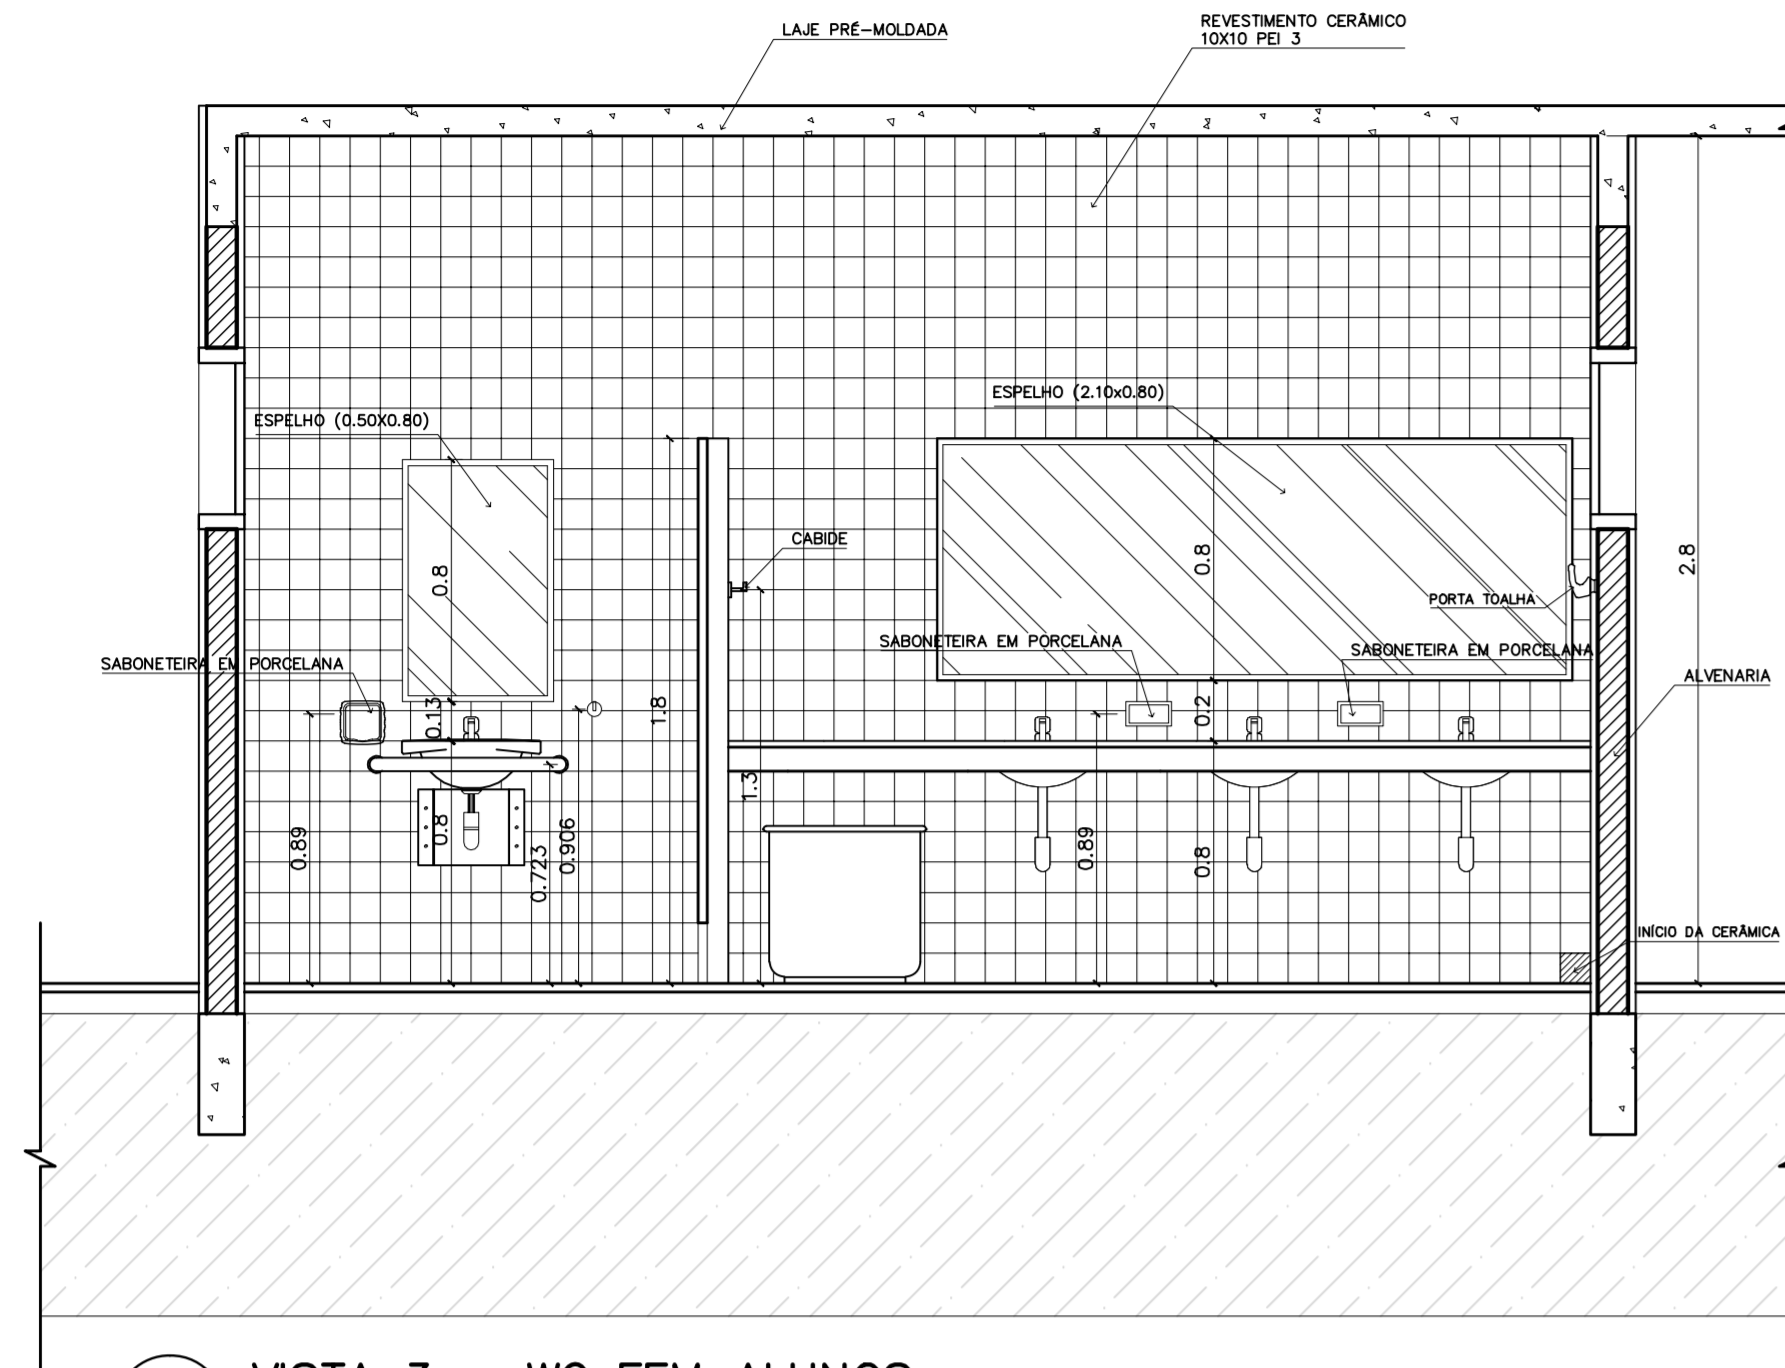 REVESTIMENTO CERÂMICO
10X10 PEI 3
LAJE PRÉ-MOLDADA
ESPELHO (2.10x0.80)
ESPELHO (0.50X0.80)
CABIDE
0.8
0.8
2.8
PORTA TOALHA
SABONETEIRA EM PORCELANA
SABONETEIRA EM PORCELANA
SABONETEIRA EM PORCELANA
ALVENARIA
0.13
1.8
0.2
1.3
0.89
0.8
0.723
0.906
0.89
0.8
INÍCIO DA CERÂMICA